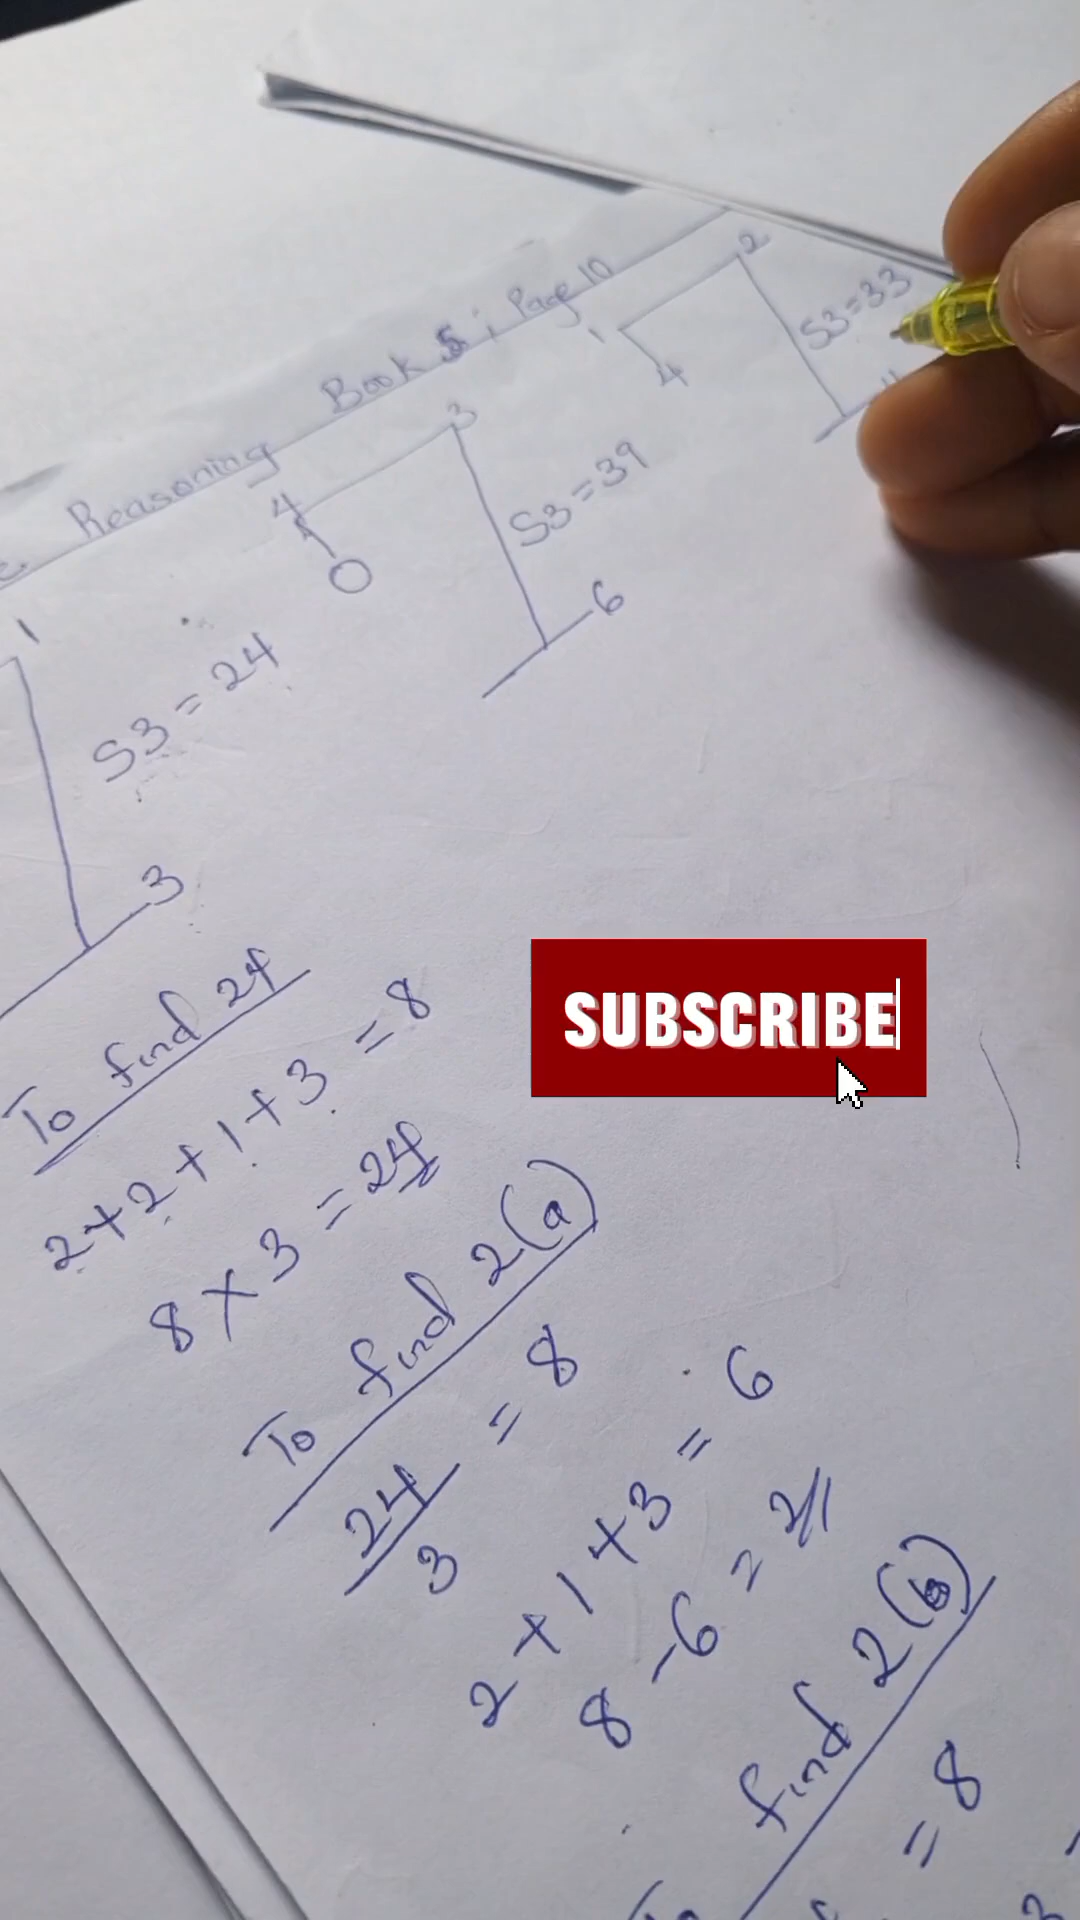 Reasoning Book 5; Page 10
1
S3 = 24
3
4
3
S3 = 39
6
1
2
4
S3 = 33
To find 24
2+2+1+3 = 8
8 X 3 = 24
To find 2(a)
24
3
= 8
2+1+3 = 6
8 - 6 = 2
find 2(b)
= 8
SUBSCRIBE